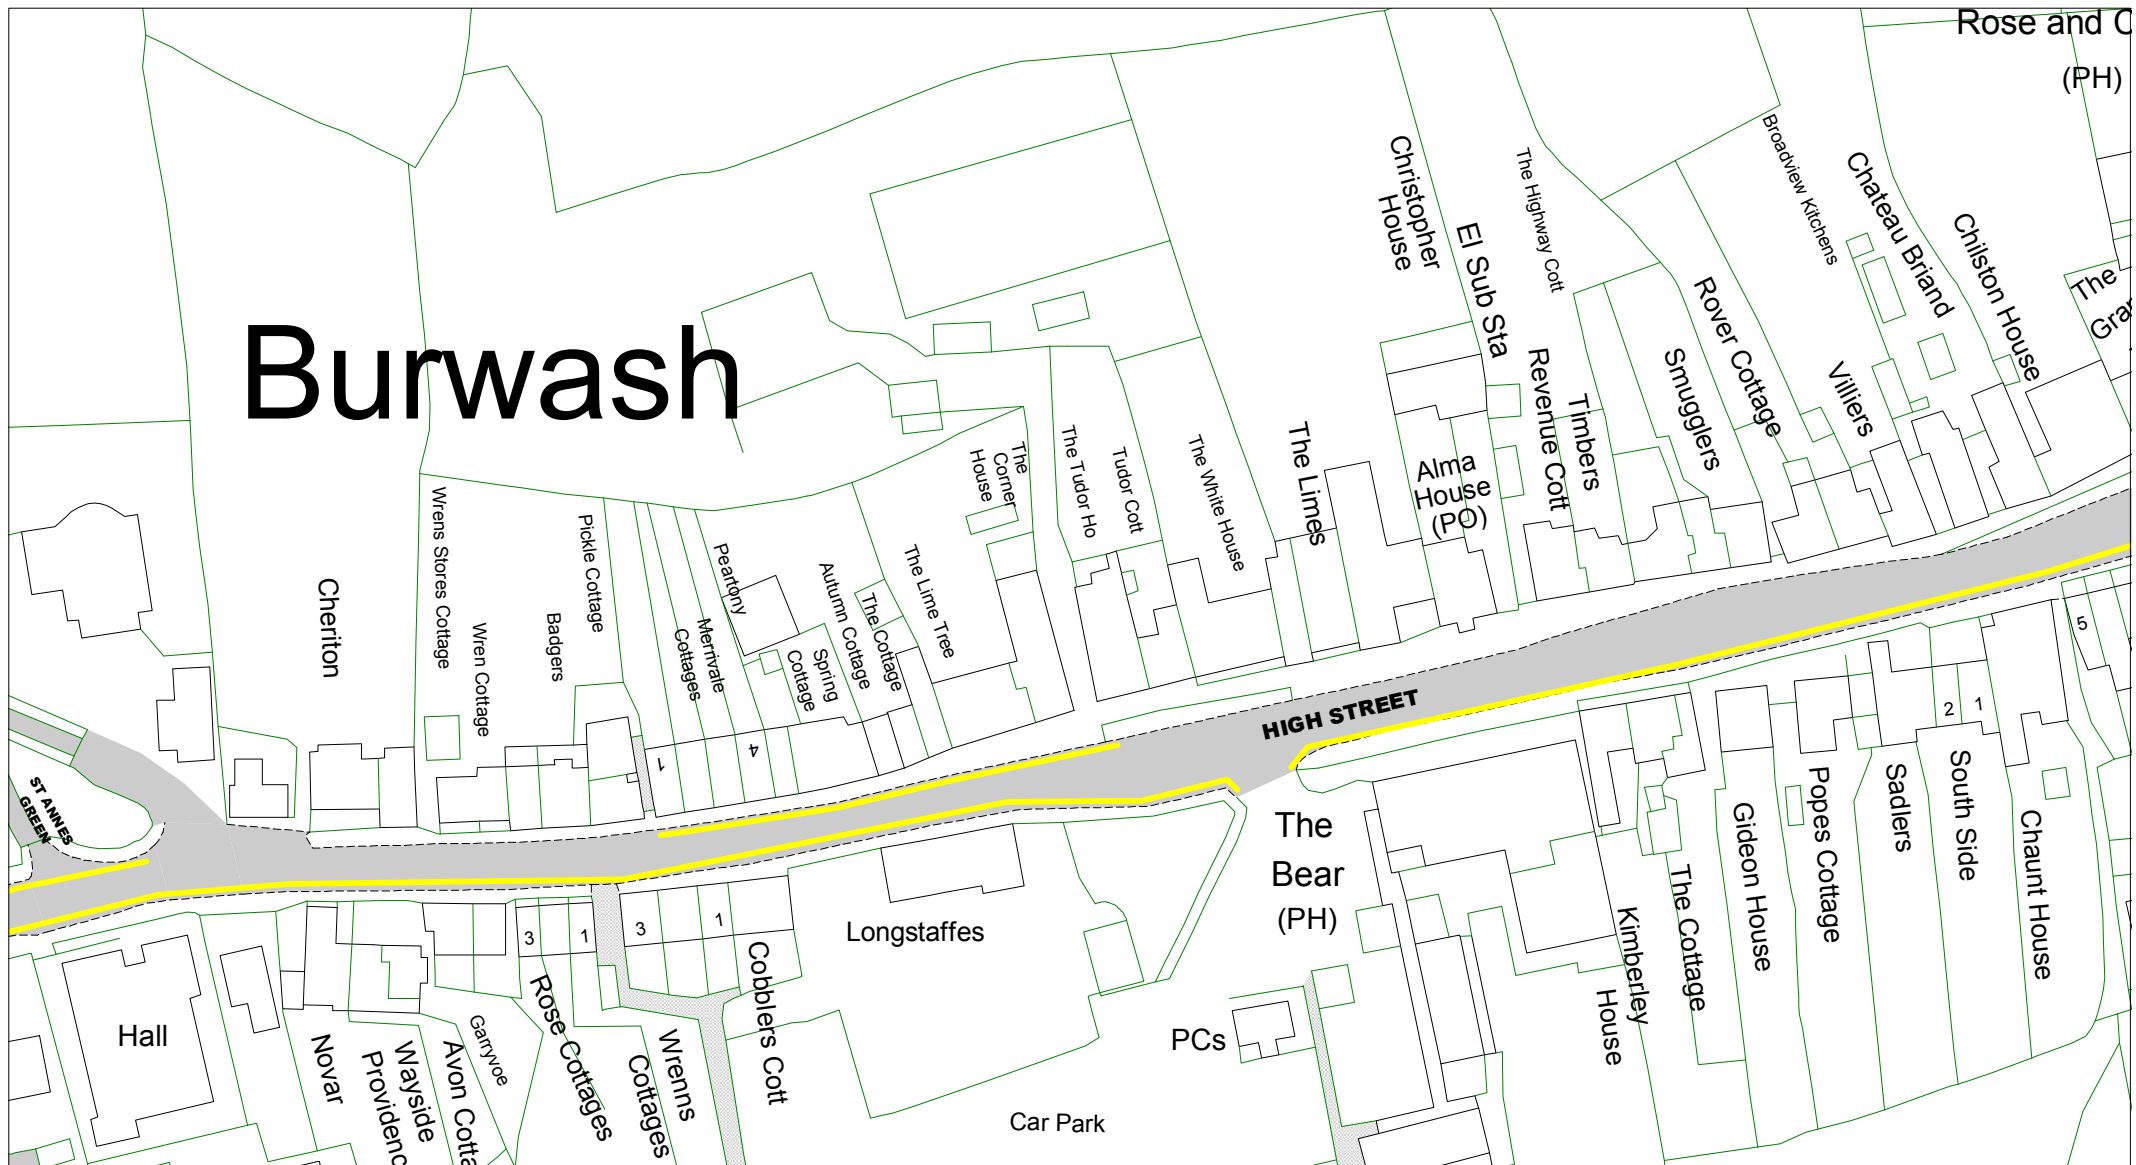 Rose and C
(PH)
Burwash
Christopher
House
El Sub Sta
The Highway Cott
Broadview Kitchens
Chateau Briand
Chilston House
The
Gra
Revenue Cott
Timbers
Smugglers
Rover Cottage
Villiers
Alma
House
(PO)
The Limes
The White House
Tudor Cott
The Tudor Ho
The
Corner
House
The Lime Tree
The Cottage
Autumn Cottage
Spring
Cottage
Peartony
Merrivale
Cottages
Pickle Cottage
Badgers
Wren Cottage
Wrens Stores Cottage
Cheriton
1
4
ST ANNES
GREEN
HIGH STREET
5
2
1
Hall
Novar
Wayside
Providenc
Avon Cotta
Garryvoe
3
1
Rose Cottages
3
1
Wrenns
Cottages
Cobblers Cott
Longstaffes
Car Park
PCs
The
Bear
(PH)
Kimberley
House
The Cottage
Gideon House
Popes Cottage
Sadlers
South Side
Chaunt House